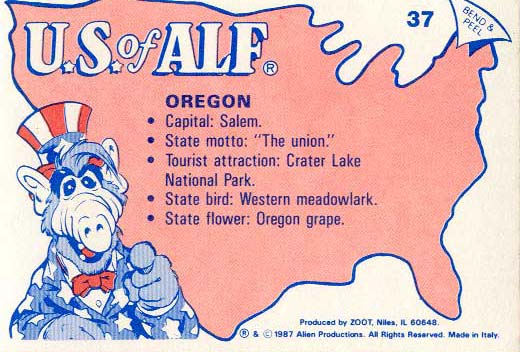 37
BEND &
PEEL
U.S. of ALF®
OREGON
• Capital: Salem.
• State motto: "The union."
• Tourist attraction: Crater Lake
National Park.
• State bird: Western meadowlark.
• State flower: Oregon grape.
Produced by ZOOT, Niles, IL 60648.
® & © 1987 Alien Productions. All Rights Reserved. Made in Italy.